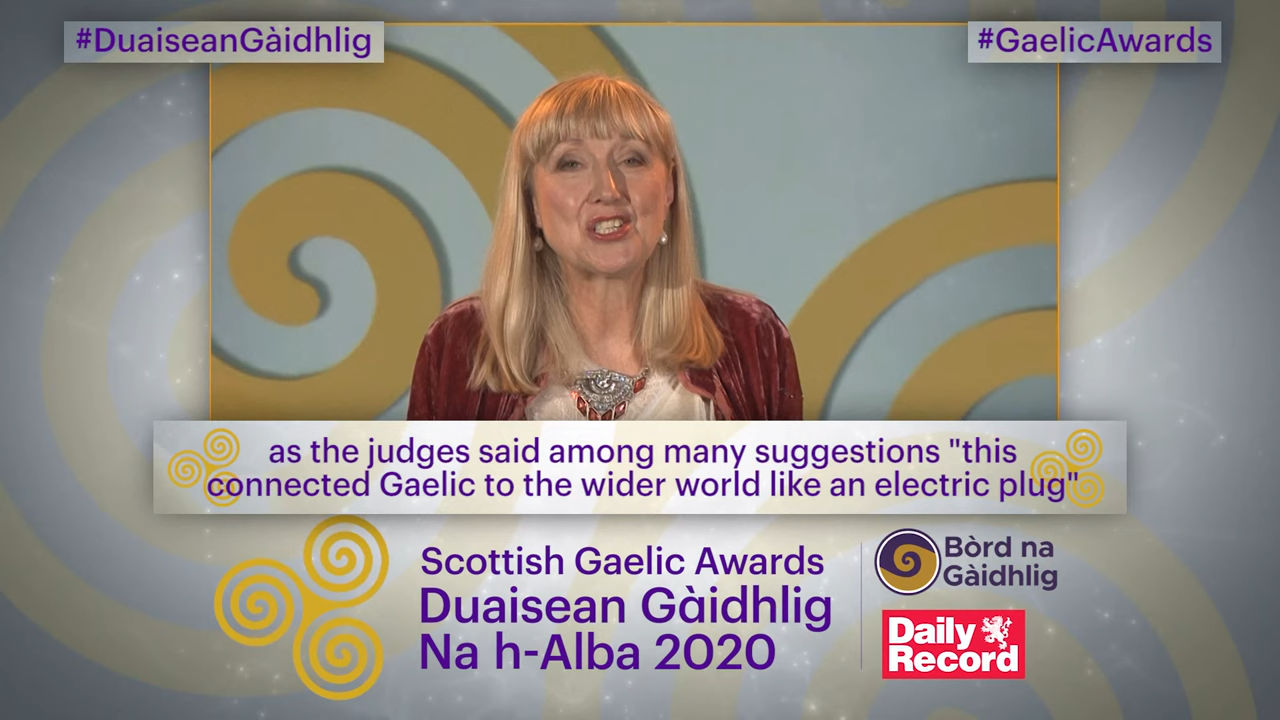 #DuaiseanGàidhlig
#GaelicAwards
as the judges said among many suggestions "this
connected Gaelic to the wider world like an electric plug"
Scottish Gaelic Awards
Duaisean Gàidhlig
Na h-Alba 2020
Bòrd na
Gàidhlig
Daily
Record